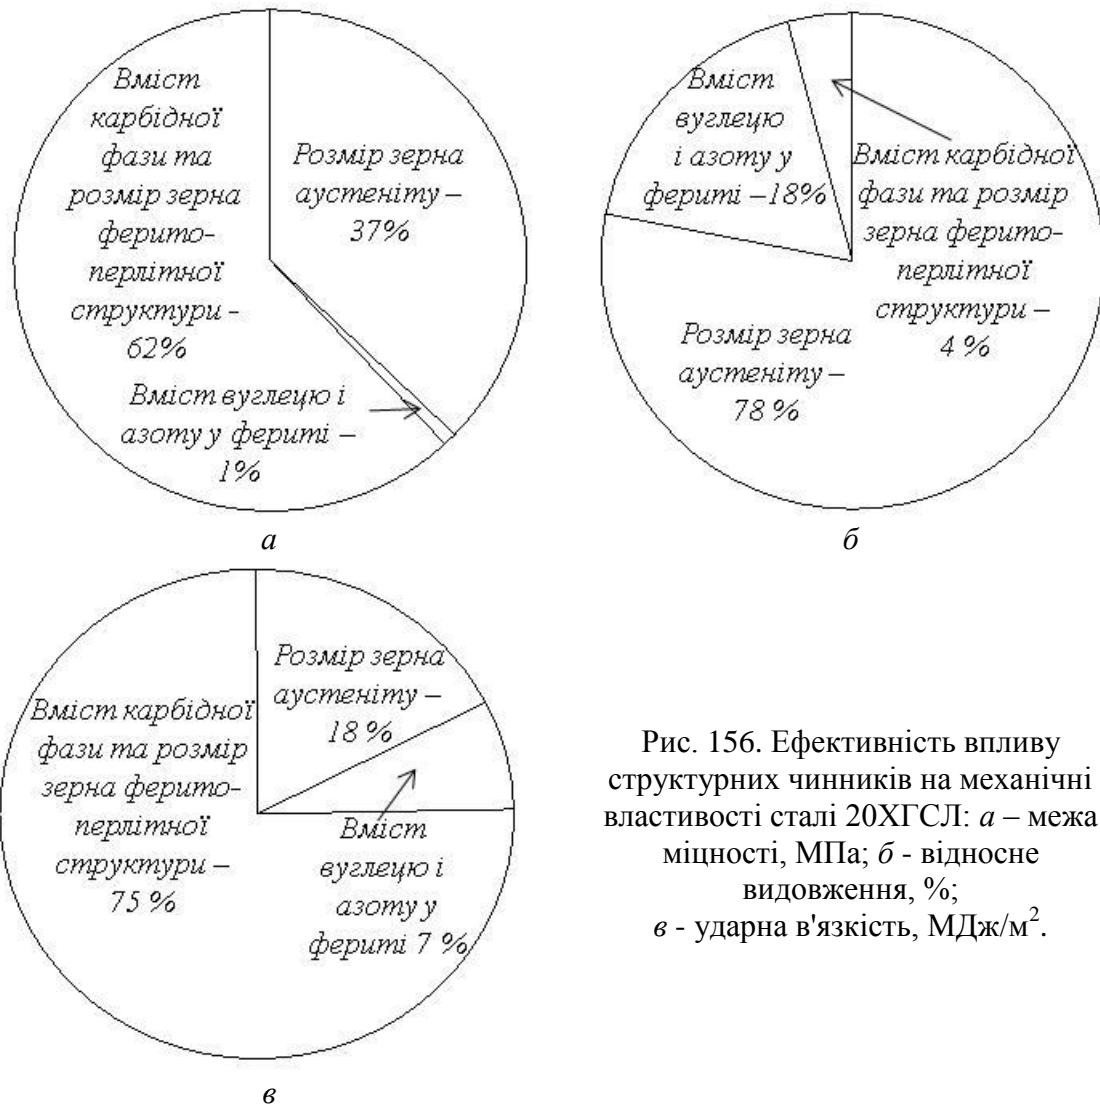 Вміст
карбідної
фази та
розмір зерна
ферито-
перлітної
структури -
62%
Розмір зерна
аустеніту –
37%
Вміст вуглецю і
азоту у фериті –
1%
а
Вміст
вуглецю
і азоту у
фериті –18%
Вміст карбідної
фази та розмір
зерна ферито-
перлітної
структури –
4 %
Розмір зерна
аустеніту –
78 %
б
Вміст карбідної
фази та розмір
зерна ферито-
перлітної
структури –
75 %
Розмір зерна
аустеніту –
18 %
Вміст
вуглецю і
азоту у
фериті 7 %
в
Рис. 156. Ефективність впливу
структурних чинників на механічні
властивості сталі 20ХГСЛ: а – межа
міцності, МПа; б - відносне
видовження, %;
в - ударна в'язкість, МДж/м².